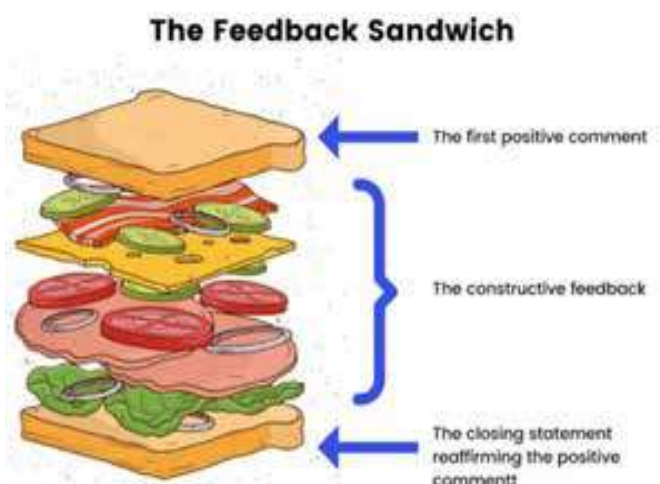 The Feedback Sandwich
The first positive comment
The constructive feedback
The closing statement
reaffirming the positive
commentt